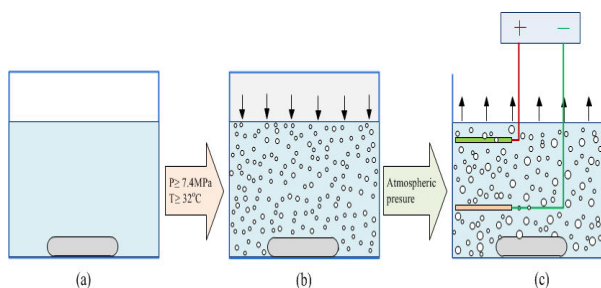 + −
P≥ 7.4MPa
T≥ 32°C
Atmospheric
presure
(a)
(b)
(c)